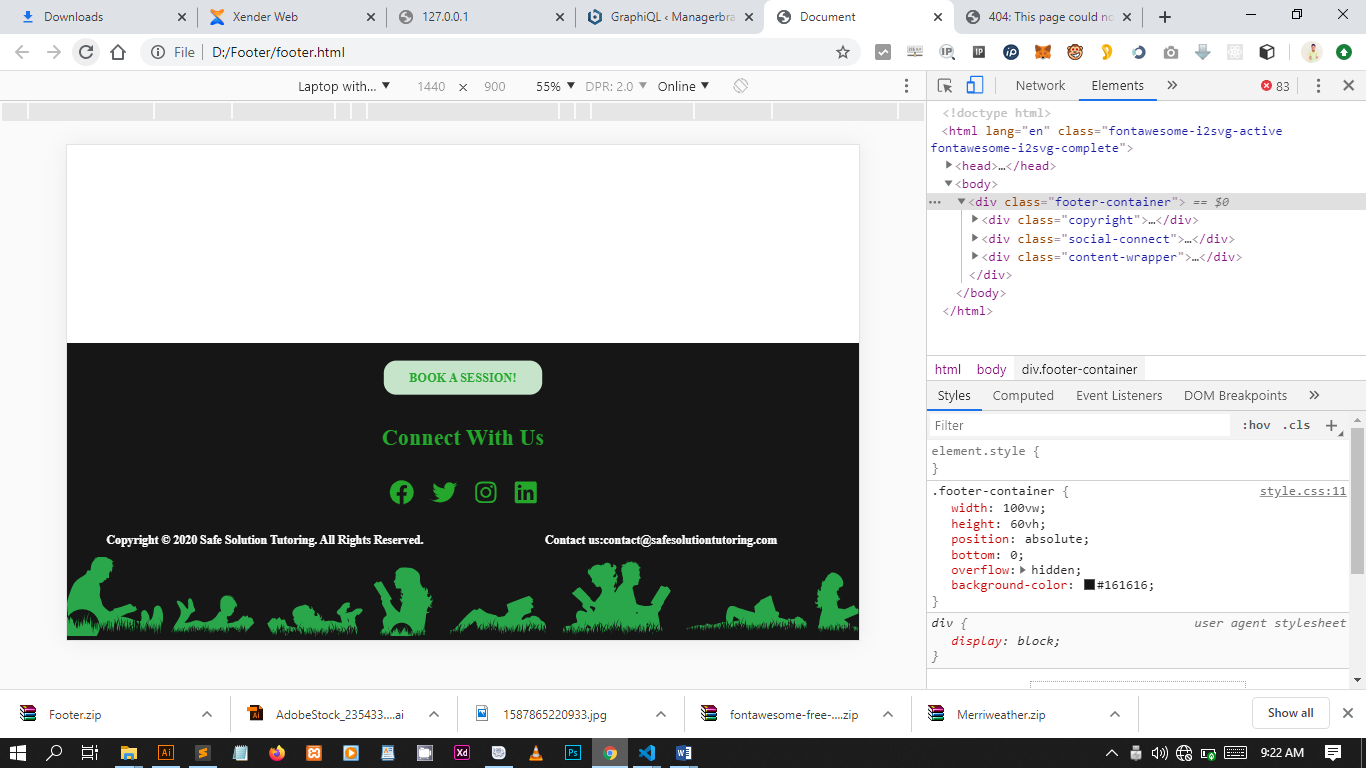 Downloads
Xender Web
127.0.0.1
GraphiQL ‹ Managerbra
Document
404: This page could no
File | D:/Footer/footer.html
Laptop with... ▼ 1440 × 900 55% ▼ DPR: 2.0 ▼ Online ▼
Network Elements » 83
<!doctype html>
<html lang="en" class="fontawesome-i2svg-active
fontawesome-i2svg-complete">
▶<head>…</head>
▼<body>
… ▼<div class="footer-container"> == $0
▶<div class="copyright">…</div>
▶<div class="social-connect">…</div>
▶<div class="content-wrapper">…</div>
</div>
</body>
</html>
html body div.footer-container
Styles Computed Event Listeners DOM Breakpoints »
Filter :hov .cls +
element.style {
}
.footer-container { style.css:11
width: 100vw;
height: 60vh;
position: absolute;
bottom: 0;
overflow:▶ hidden;
background-color: #161616;
}
div { user agent stylesheet
display: block;
}
BOOK A SESSION!
Connect With Us
Copyright © 2020 Safe Solution Tutoring. All Rights Reserved. Contact us:contact@safesolutiontutoring.com
Footer.zip
AdobeStock_235433....ai
1587865220933.jpg
fontawesome-free-....zip
Merriweather.zip
Show all
9:22 AM